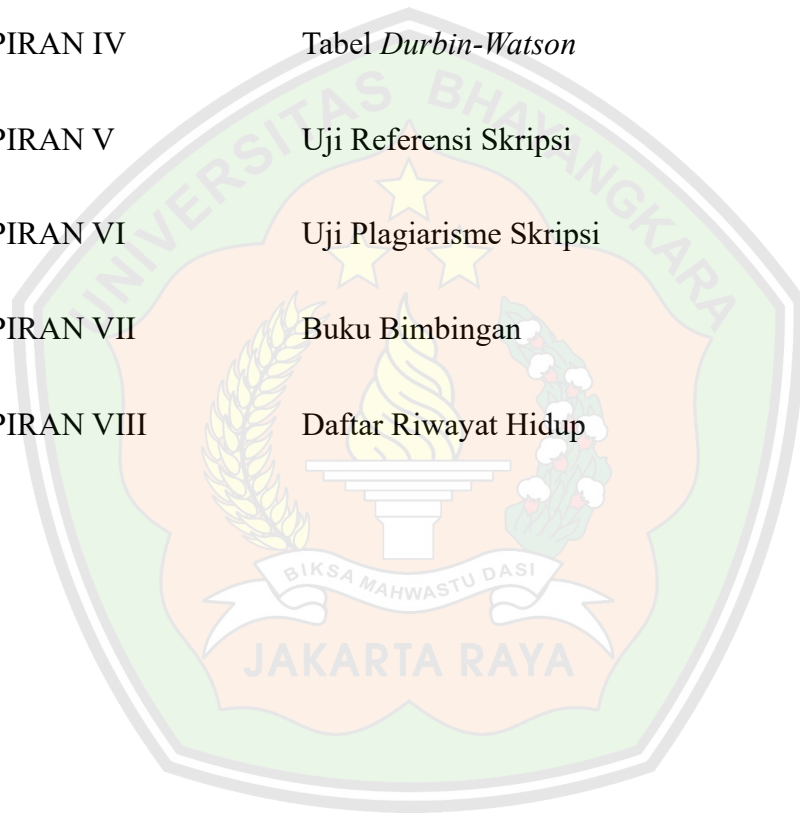 PIRAN IV Tabel Durbin-Watson
PIRAN V Uji Referensi Skripsi
PIRAN VI Uji Plagiarisme Skripsi
PIRAN VII Buku Bimbingan
PIRAN VIII Daftar Riwayat Hidup
UNIVERSITAS BHAYANGKARA
BIKSA MAHWASTU DASI
JAKARTA RAYA